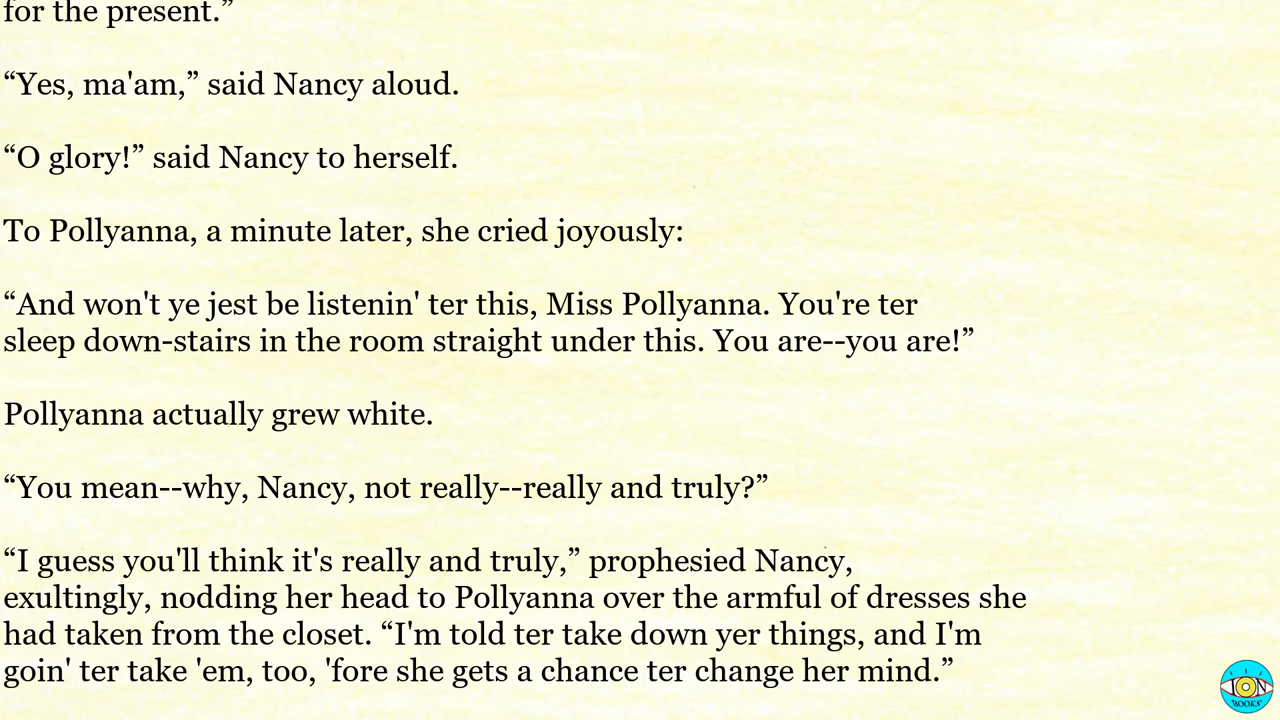 for the present.”
“Yes, ma'am,” said Nancy aloud.
“O glory!” said Nancy to herself.
To Pollyanna, a minute later, she cried joyously:
“And won't ye jest be listenin' ter this, Miss Pollyanna. You're ter
sleep down-stairs in the room straight under this. You are--you are!”
Pollyanna actually grew white.
“You mean--why, Nancy, not really--really and truly?”
“I guess you'll think it's really and truly,” prophesied Nancy,
exultingly, nodding her head to Pollyanna over the armful of dresses she
had taken from the closet. “I'm told ter take down yer things, and I'm
goin' ter take 'em, too, 'fore she gets a chance ter change her mind.”
ION
BOOKS